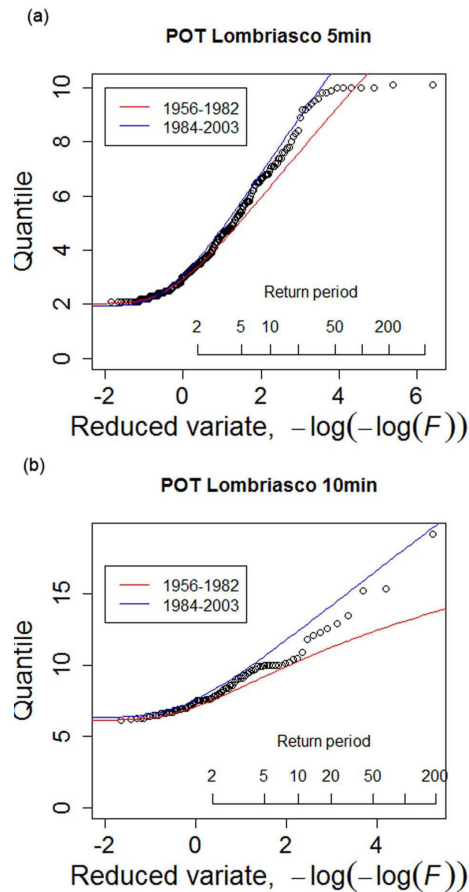 (a)
POT Lombriasco 5min
1956-1982
1984-2003
Quantile
10
8
6
4
2
0
Return period
2 5 10 50 200
-2 0 2 4 6
Reduced variate, −log(−log(F))
(b)
POT Lombriasco 10min
1956-1982
1984-2003
Quantile
15
10
5
0
Return period
2 5 10 20 50 200
-2 0 2 4
Reduced variate, −log(−log(F))